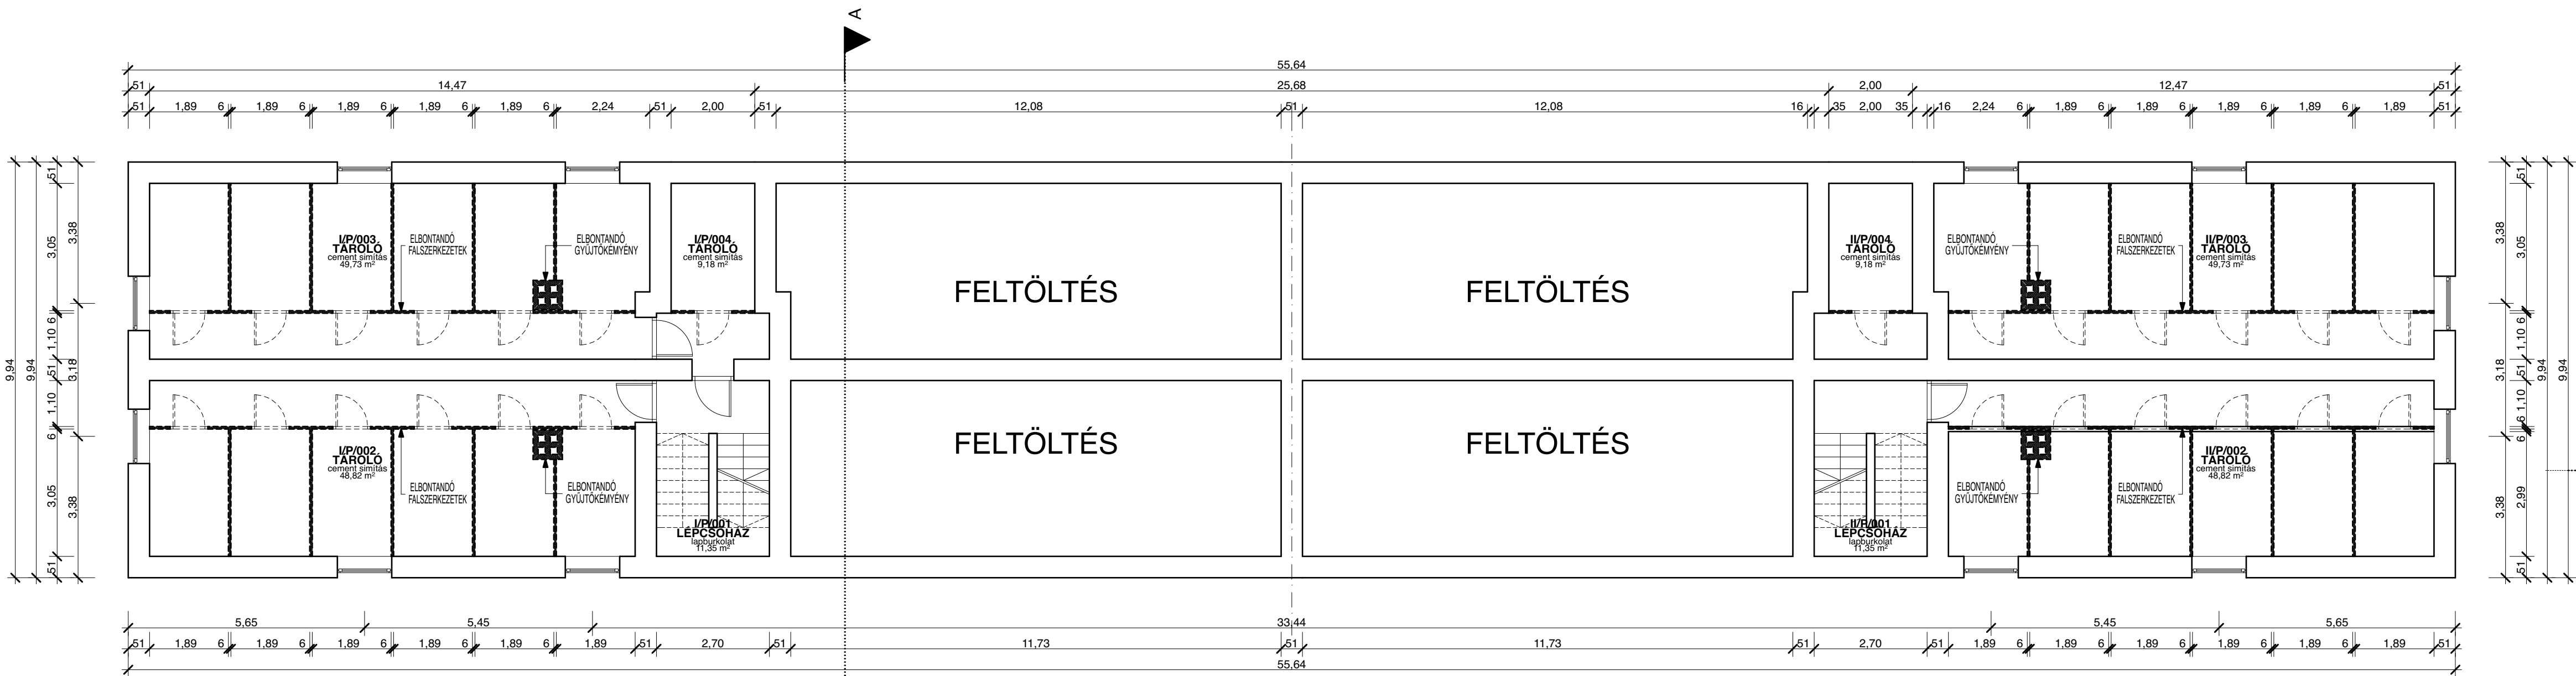 A
55,64
14,47
25,68
2,00
12,47
51
51
51 1,89 6 1,89 6 1,89 6 1,89 6 1,89 6 2,24 51 2,00 51 12,08 51 12,08 16 35 2,00 35 16 2,24 6 1,89 6 1,89 6 1,89 6 1,89 6 1,89 51
9,94
9,94
51 3,05 6 1,10 51 1,10 6 3,05 51
3,38 3,18 3,38
I/P/003.
TÁROLÓ
cement simítás
49,73 m²
ELBONTANDÓ
FALSZERKEZETEK
ELBONTANDÓ
GYŰJTŐKÉMYÉNY
I/P/004.
TÁROLÓ
cement simítás
9,18 m²
FELTÖLTÉS
FELTÖLTÉS
II/P/004.
TÁROLÓ
cement simítás
9,18 m²
ELBONTANDÓ
GYŰJTŐKÉMYÉNY
ELBONTANDÓ
FALSZERKEZETEK
II/P/003.
TÁROLÓ
cement simítás
49,73 m²
I/P/002.
TÁROLÓ
cement simítás
48,82 m²
ELBONTANDÓ
FALSZERKEZETEK
ELBONTANDÓ
GYŰJTŐKÉMYÉNY
I/P/001
LÉPCSŐHÁZ
lapburkolat
11,35 m²
FELTÖLTÉS
FELTÖLTÉS
II/P/001
LÉPCSŐHÁZ
lapburkolat
11,35 m²
ELBONTANDÓ
GYŰJTŐKÉMYÉNY
ELBONTANDÓ
FALSZERKEZETEK
II/P/002.
TÁROLÓ
cement simítás
48,82 m²
3,38 3,18 3,38
51 3,05 6 1,10 51 1,10 6 6 2,99 51
9,94
9,94
5,65 5,45 33,44 5,45 5,65
51 1,89 6 1,89 6 1,89 6 1,89 6 1,89 6 1,89 51 2,70 51 11,73 51 11,73 51 2,70 51 1,89 6 1,89 6 1,89 6 1,89 6 1,89 6 1,89 51
55,64